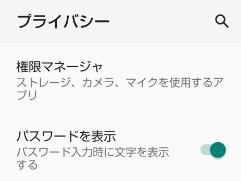 プライバシー
権限マネージャ
ストレージ、カメラ、マイクを使用するア
プリ
パスワードを表示
パスワード入力時に文字を表示
する